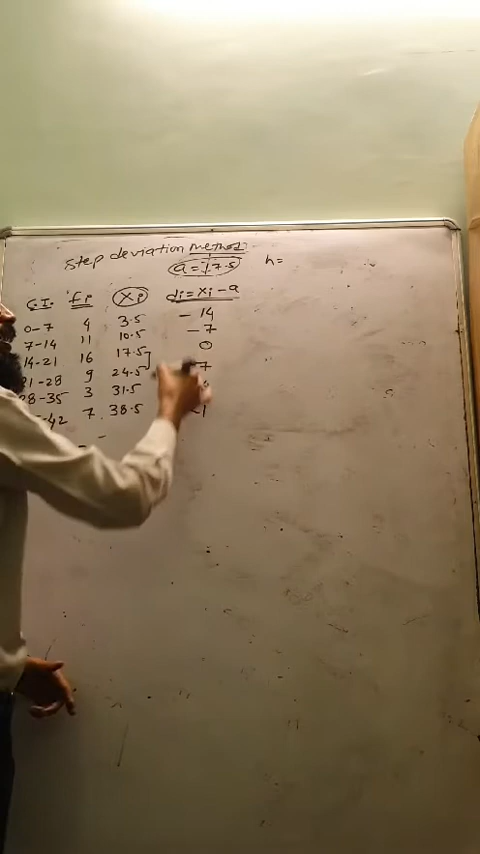 step deviation method:
a=17.5 h=
C.I. fi xi di=xi-a
0-7 4 3.5 -14
7-14 11 10.5 -7
14-21 16 17.5 0
21-28 9 24.5 7
28-35 3 31.5
-42 7 38.5